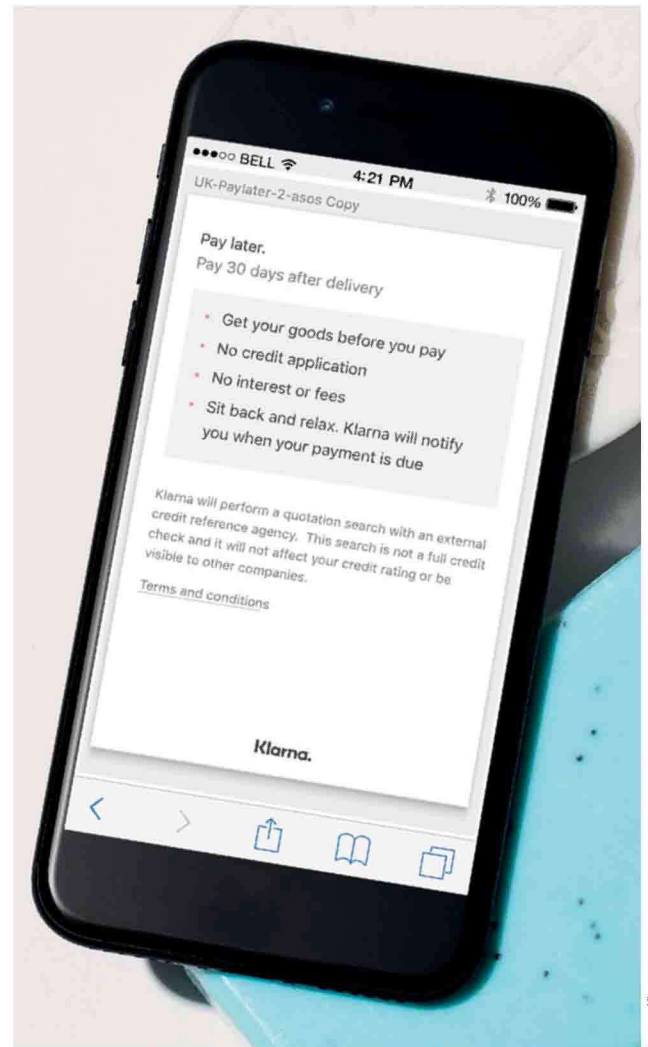 ●●●○○ BELL 4:21 PM 100%
UK-Paylater-2-asos Copy
Pay later.
Pay 30 days after delivery
• Get your goods before you pay
• No credit application
• No interest or fees
• Sit back and relax. Klarna will notify
you when your payment is due
Klarna will perform a quotation search with an external
credit reference agency. This search is not a full credit
check and it will not affect your credit rating or be
visible to other companies.
Terms and conditions
Klarna.